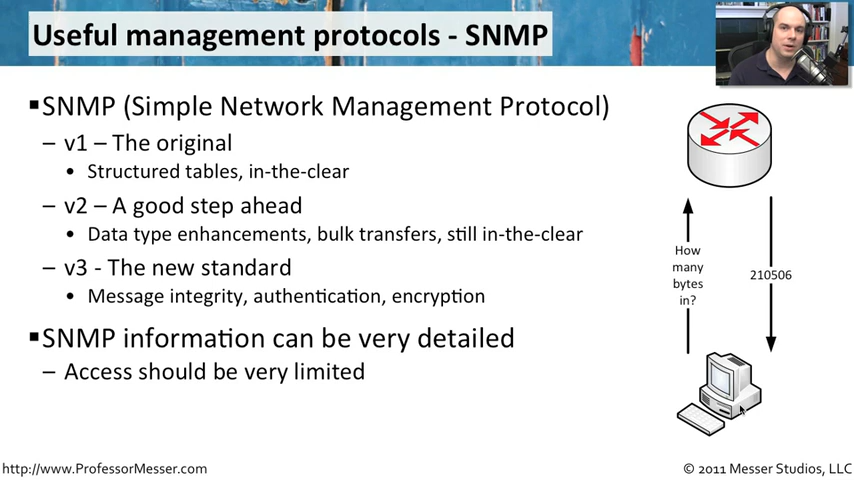 Useful management protocols - SNMP
▪SNMP (Simple Network Management Protocol)
– v1 – The original
• Structured tables, in-the-clear
– v2 – A good step ahead
• Data type enhancements, bulk transfers, still in-the-clear
– v3 - The new standard
• Message integrity, authentication, encryption
▪SNMP information can be very detailed
– Access should be very limited
How
many
bytes
in?
210506
http://www.ProfessorMesser.com
© 2011 Messer Studios, LLC